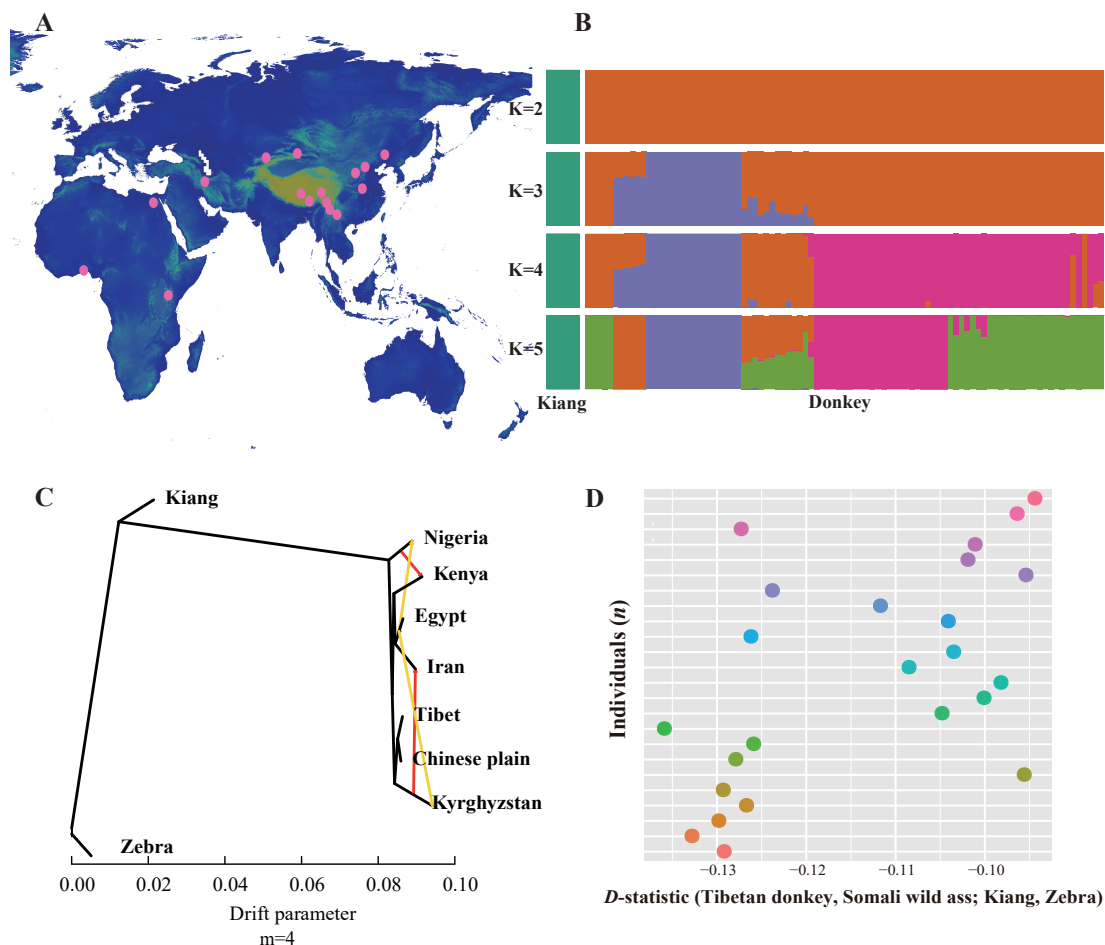 A
B
K=2
K=3
K=4
K=5
Kiang
Donkey
C
Kiang
Nigeria
Kenya
Egypt
Iran
Tibet
Chinese plain
Kyrghyzstan
Zebra
0.00 0.02 0.04 0.06 0.08 0.10
Drift parameter
m=4
D
Individuals (n)
−0.13 −0.12 −0.11 −0.10
D-statistic (Tibetan donkey, Somali wild ass; Kiang, Zebra)